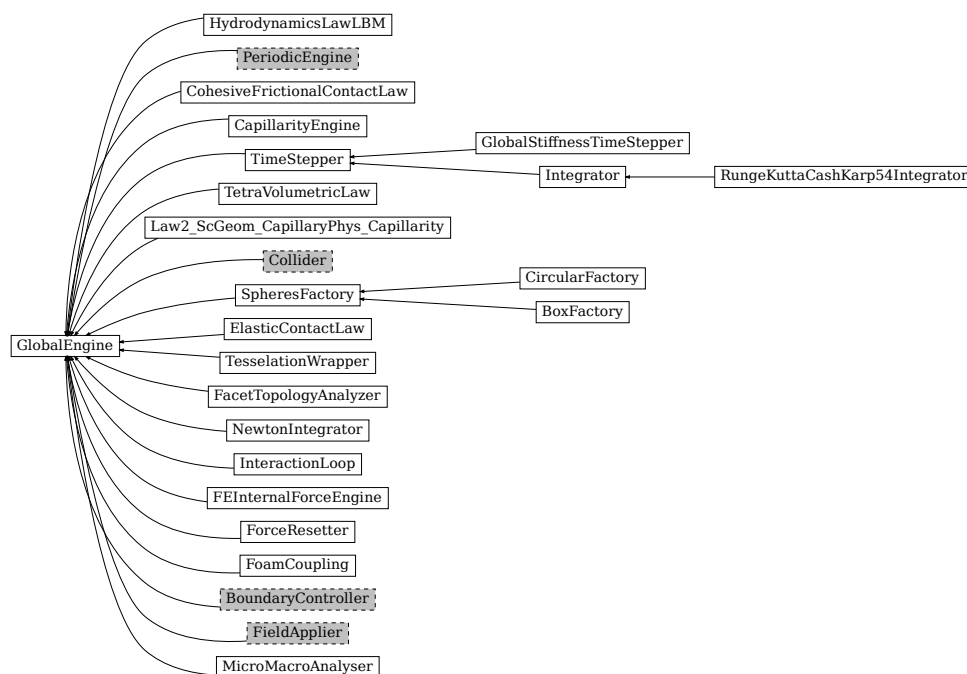 HydrodynamicsLawLBM
PeriodicEngine
CohesiveFrictionalContactLaw
CapillarityEngine
GlobalStiffnessTimeStepper
TimeStepper
Integrator
RungeKuttaCashKarp54Integrator
TetraVolumetricLaw
Law2_ScGeom_CapillaryPhys_Capillarity
Collider
CircularFactory
SpheresFactory
BoxFactory
ElasticContactLaw
GlobalEngine
TesselationWrapper
FacetTopologyAnalyzer
NewtonIntegrator
InteractionLoop
FEInternalForceEngine
ForceResetter
FoamCoupling
BoundaryController
FieldApplier
MicroMacroAnalyser